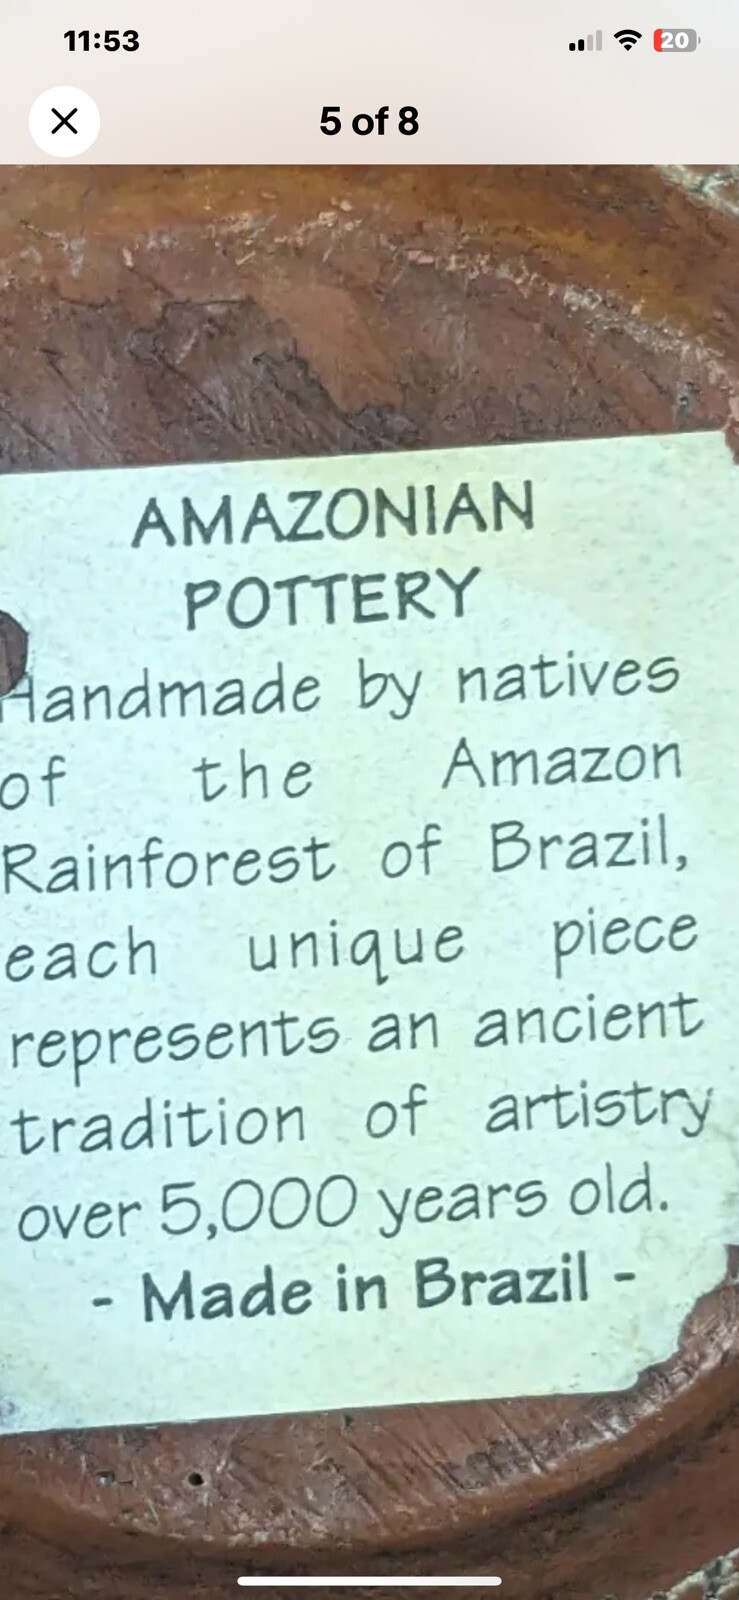 11:53
20
5 of 8
AMAZONIAN
POTTERY
Handmade by natives
of the Amazon
Rainforest of Brazil,
each unique piece
represents an ancient
tradition of artistry
over 5,000 years old.
- Made in Brazil -